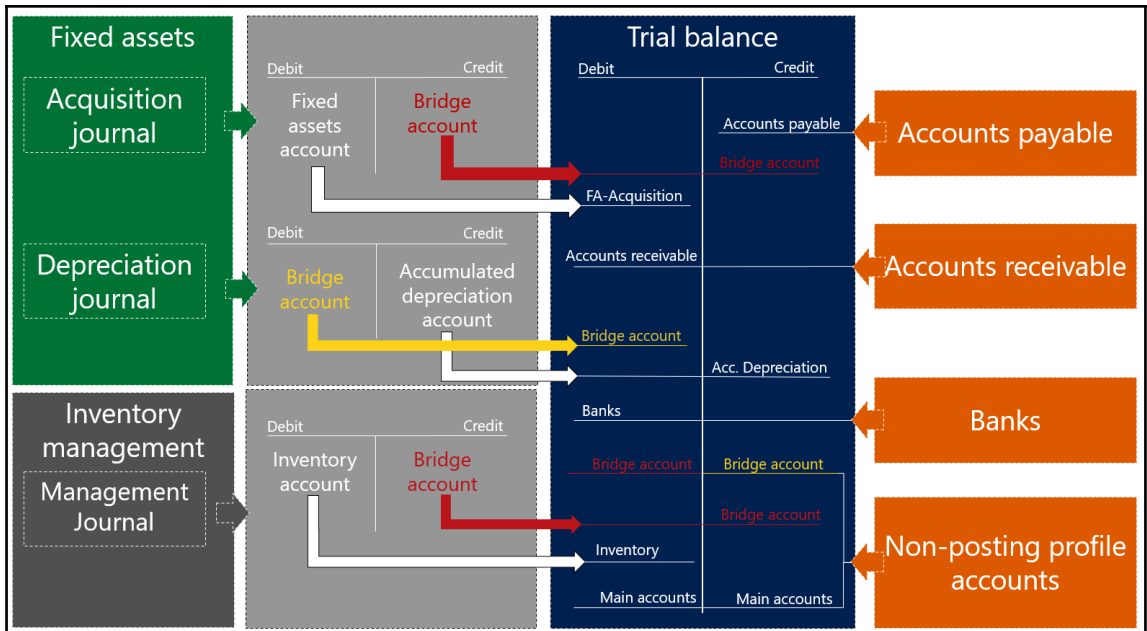 Fixed assets
Acquisition
journal
Depreciation
journal
Inventory
management
Management
Journal
Debit
Credit
Fixed
assets
account
Bridge
account
Debit
Credit
Bridge
account
Accumulated
depreciation
account
Debit
Credit
Inventory
account
Bridge
account
Trial balance
Debit
Credit
Accounts payable
Bridge account
FA-Acquisition
Accounts receivable
Bridge account
Acc. Depreciation
Banks
Bridge account
Bridge account
Bridge account
Inventory
Main accounts
Main accounts
Accounts payable
Accounts receivable
Banks
Non-posting profile
accounts